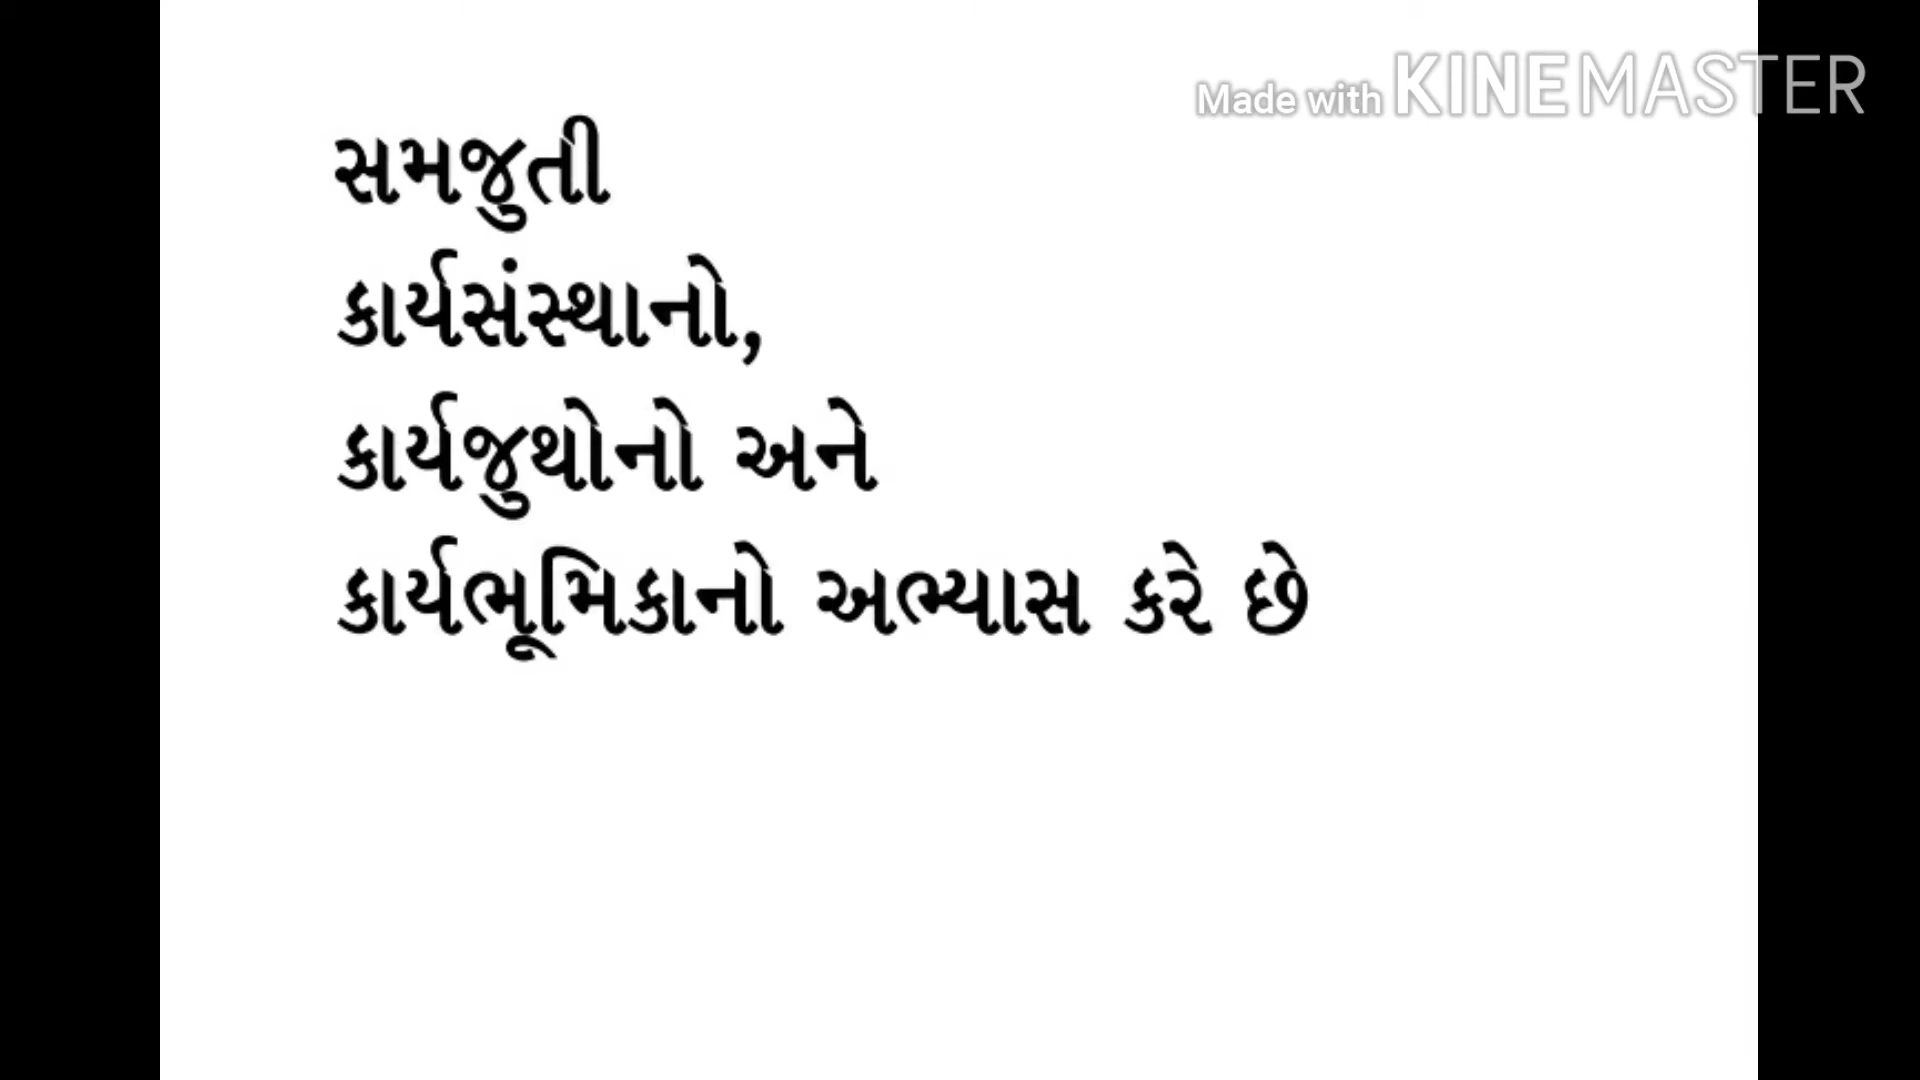 Made with KINEMASTER
સમજુતી
કાર્યસંસ્થાનો,
કાર્યજુથોનો અને
કાર્યભૂમિકાનો અભ્યાસ કરે છે